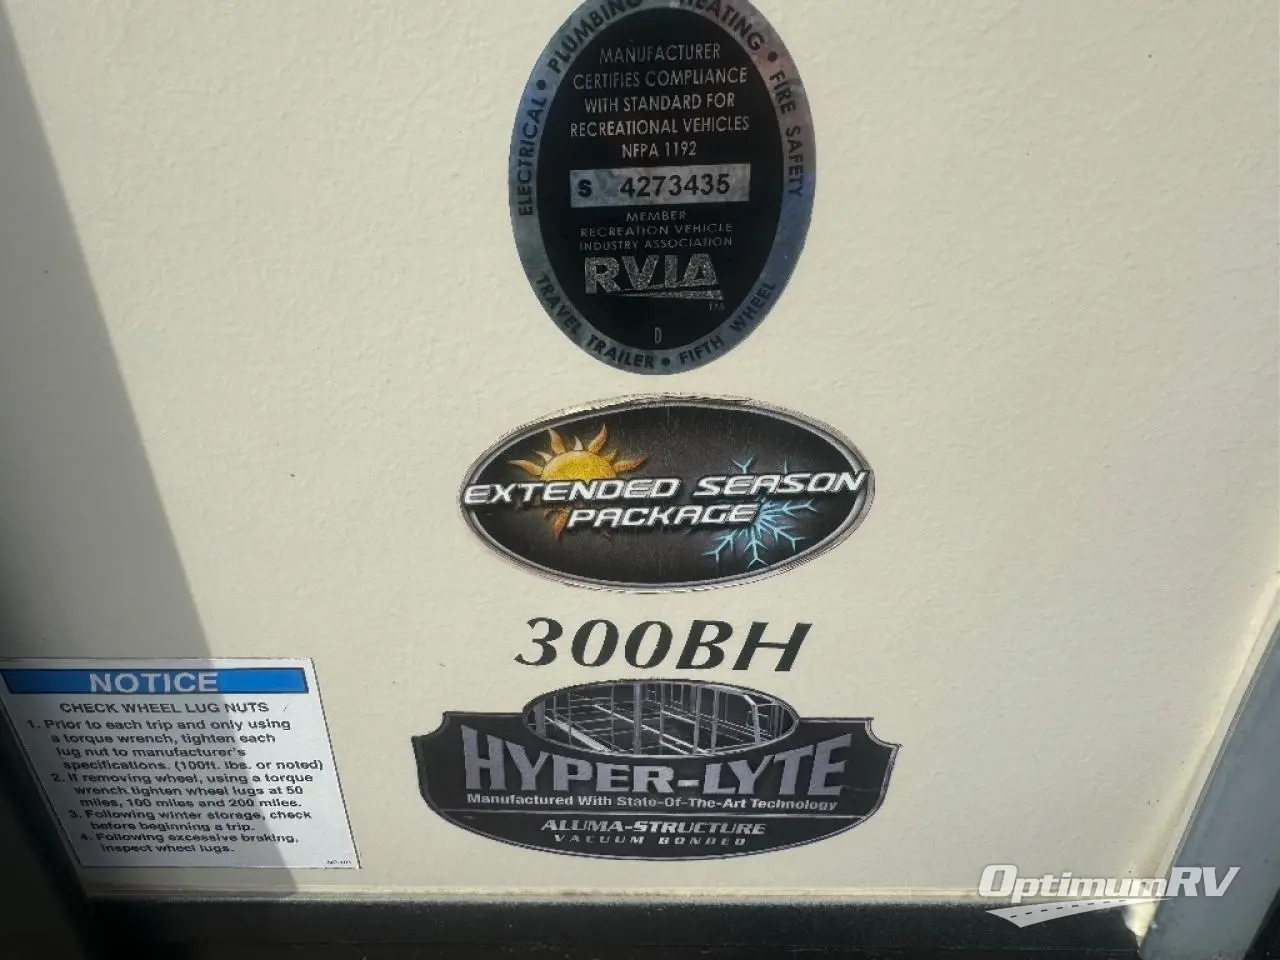 ELECTRICAL • PLUMBING • HEATING • FIRE SAFETY
MANUFACTURER
CERTIFIES COMPLIANCE
WITH STANDARD FOR
RECREATIONAL VEHICLES
NFPA 1192
S 4273435
MEMBER
RECREATION VEHICLE
INDUSTRY ASSOCIATION
RVIA
TM
D
TRAVEL TRAILER • FIFTH WHEEL
EXTENDED SEASON
PACKAGE
300BH
HYPER-LYTE
Manufactured With State-Of-The-Art Technology
ALUMA-STRUCTURE
VACUUM BONDED
NOTICE
CHECK WHEEL LUG NUTS
1. Prior to each trip and only using
a torque wrench, tighten each
lug nut to manufacturer's
specifications. (100ft. lbs. or noted)
2. If removing wheel, using a torque
wrench,tighten wheel lugs at 50
miles, 100 miles and 200 miles.
3. Following winter storage, check
before beginning a trip.
4. Following excessive braking,
inspect wheel lugs.
OptimumRV